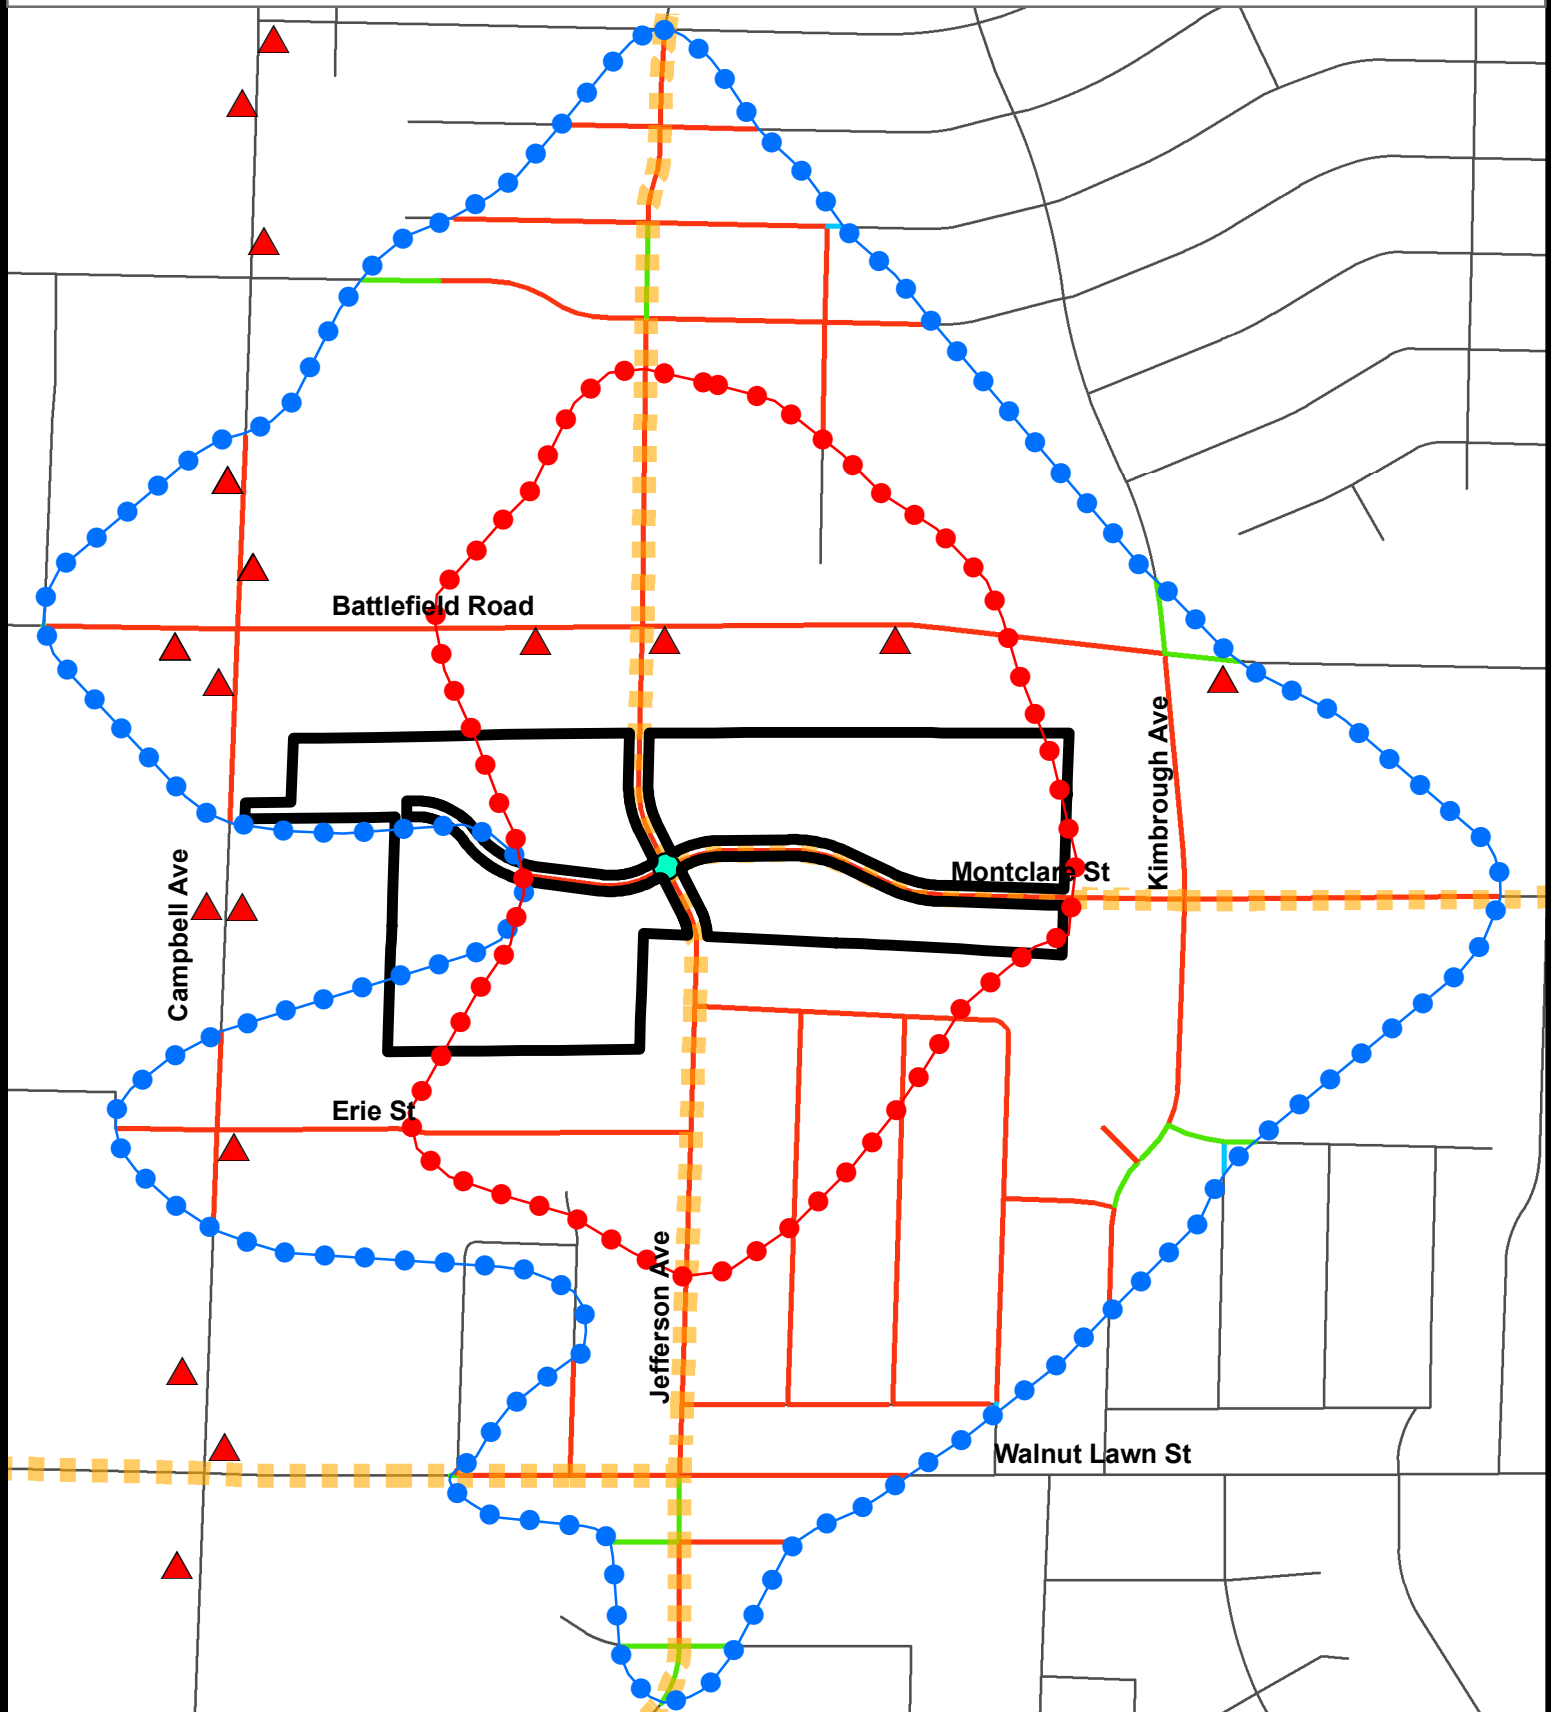 Battlefield Road
Kimbrough Ave
Montclare St
Campbell Ave
Erie St
Jefferson Ave
Walnut Lawn St